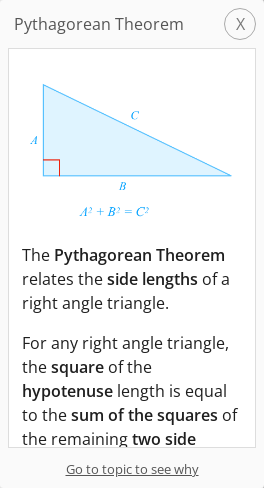 Pythagorean Theorem X
C
A
B
A² + B² = C²
The Pythagorean Theorem
relates the side lengths of a
right angle triangle.
For any right angle triangle,
the square of the
hypotenuse length is equal
to the sum of the squares of
the remaining two side
Go to topic to see why